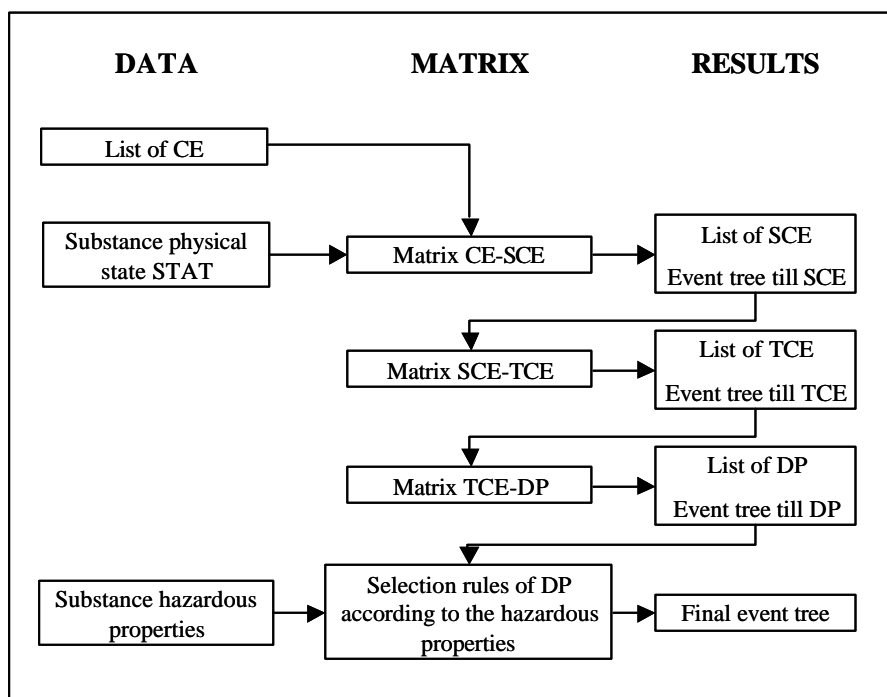 DATA
MATRIX
RESULTS
List of CE
Substance physical
state STAT
Matrix CE-SCE
List of SCE
Event tree till SCE
Matrix SCE-TCE
List of TCE
Event tree till TCE
Matrix TCE-DP
List of DP
Event tree till DP
Substance hazardous
properties
Selection rules of DP
according to the hazardous
properties
Final event tree